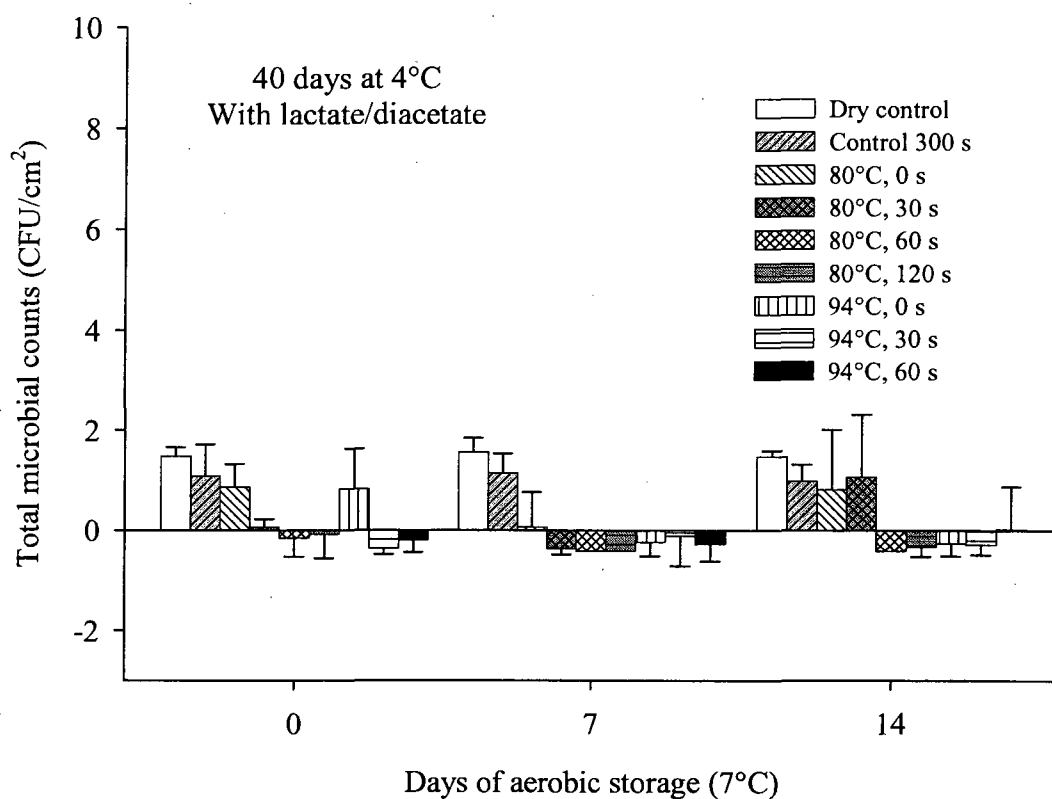 10
8
6
4
2
0
-2
Total microbial counts (CFU/cm²)
40 days at 4°C
With lactate/diacetate
Dry control
Control 300 s
80°C, 0 s
80°C, 30 s
80°C, 60 s
80°C, 120 s
94°C, 0 s
94°C, 30 s
94°C, 60 s
0 7 14
Days of aerobic storage (7°C)